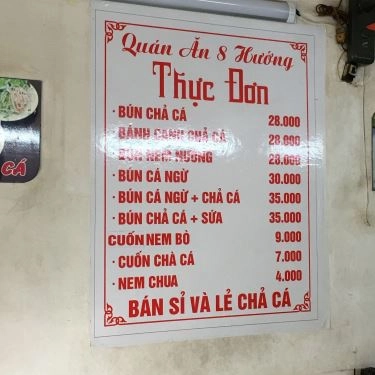 Quán Ăn 8 Hướng
Thực Đơn
· BÚN CHẢ CÁ 28.000
· BÁNH CANH CHẢ CÁ 28.000
· BÚN NEM NƯỚNG 28.000
· BÚN CÁ NGỪ 30.000
· BÚN CÁ NGỪ + CHẢ CÁ 35.000
· BÚN CHẢ CÁ + SỨA 35.000
CUỐN NEM BÒ 9.000
· CUỐN CHẢ CÁ 7.000
· NEM CHUA 4.000
BÁN SỈ VÀ LẺ CHẢ CÁ
CÁ